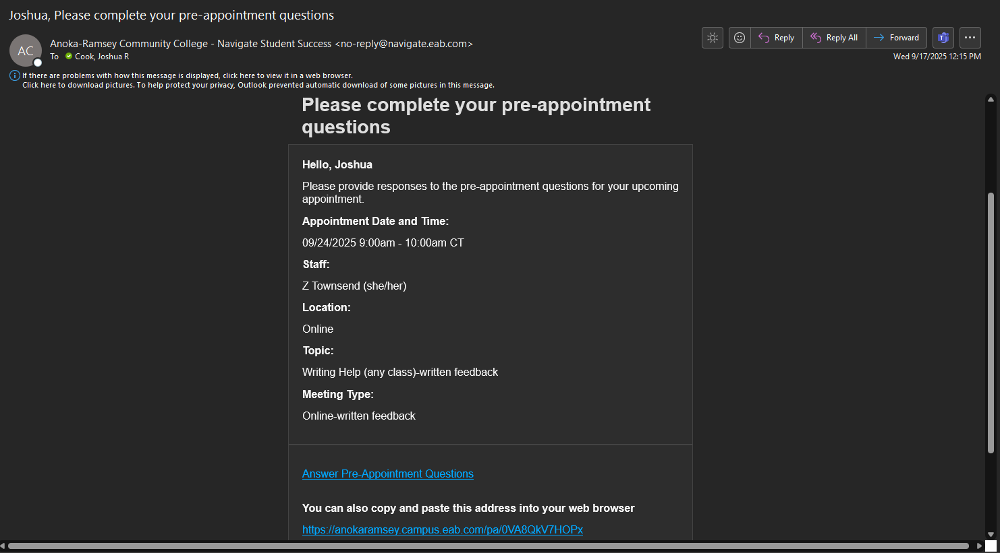 Joshua, Please complete your pre-appointment questions
AC
Anoka-Ramsey Community College - Navigate Student Success <no-reply@navigate.eab.com>
To Cook, Joshua R
Reply
Reply All
Forward
Wed 9/17/2025 12:15 PM
If there are problems with how this message is displayed, click here to view it in a web browser.
Click here to download pictures. To help protect your privacy, Outlook prevented automatic download of some pictures in this message.
Please complete your pre-appointment
questions
Hello, Joshua
Please provide responses to the pre-appointment questions for your upcoming
appointment.
Appointment Date and Time:
09/24/2025 9:00am - 10:00am CT
Staff:
Z Townsend (she/her)
Location:
Online
Topic:
Writing Help (any class)-written feedback
Meeting Type:
Online-written feedback
Answer Pre-Appointment Questions
You can also copy and paste this address into your web browser
https://anokaramsey.campus.eab.com/pa/0VA8QkV7HOPx